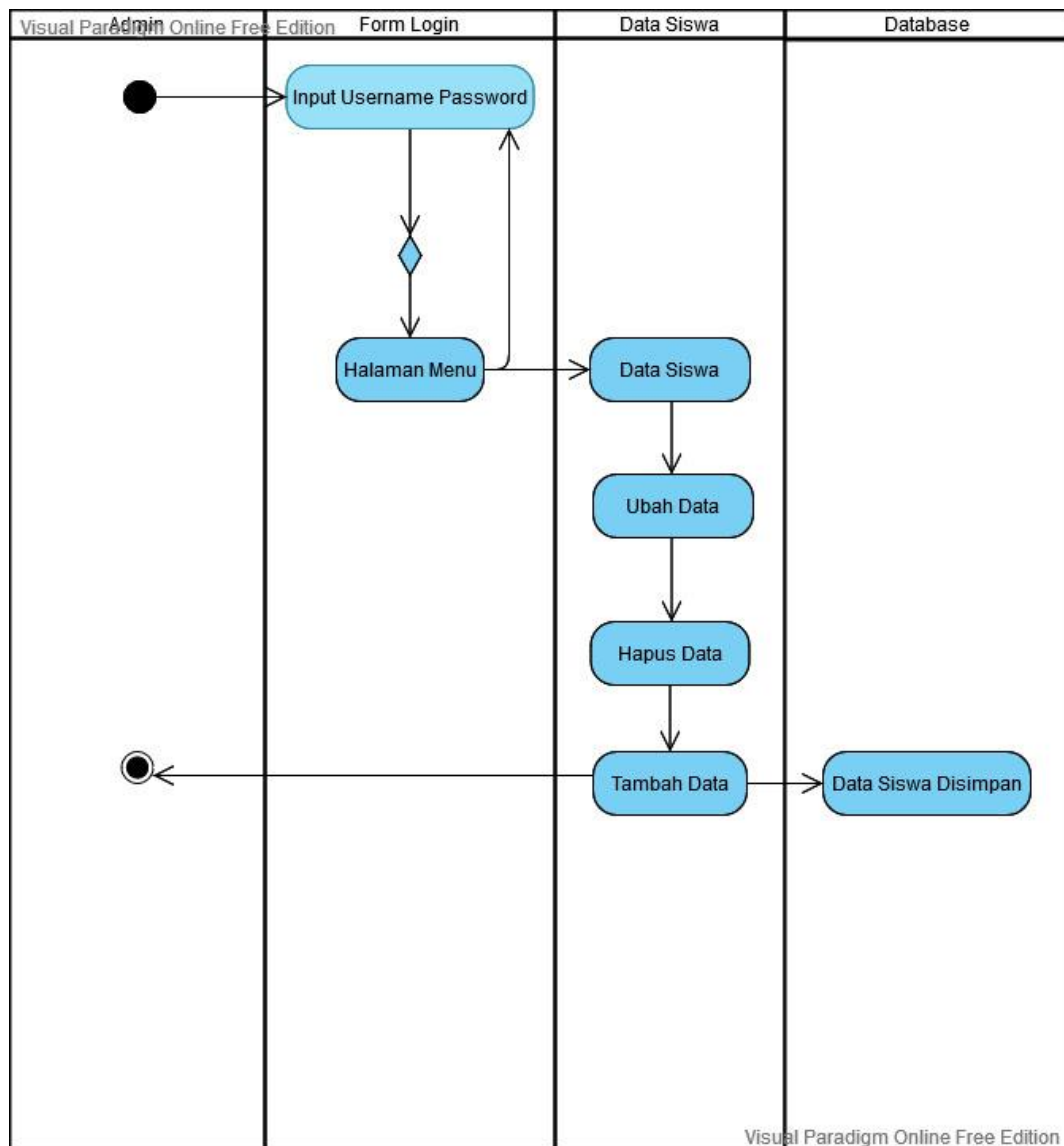 Visual Paradigm Online Free Edition
Admin
Form Login
Data Siswa
Database
Input Username Password
Halaman Menu
Data Siswa
Ubah Data
Hapus Data
Tambah Data
Data Siswa Disimpan
Visual Paradigm Online Free Edition